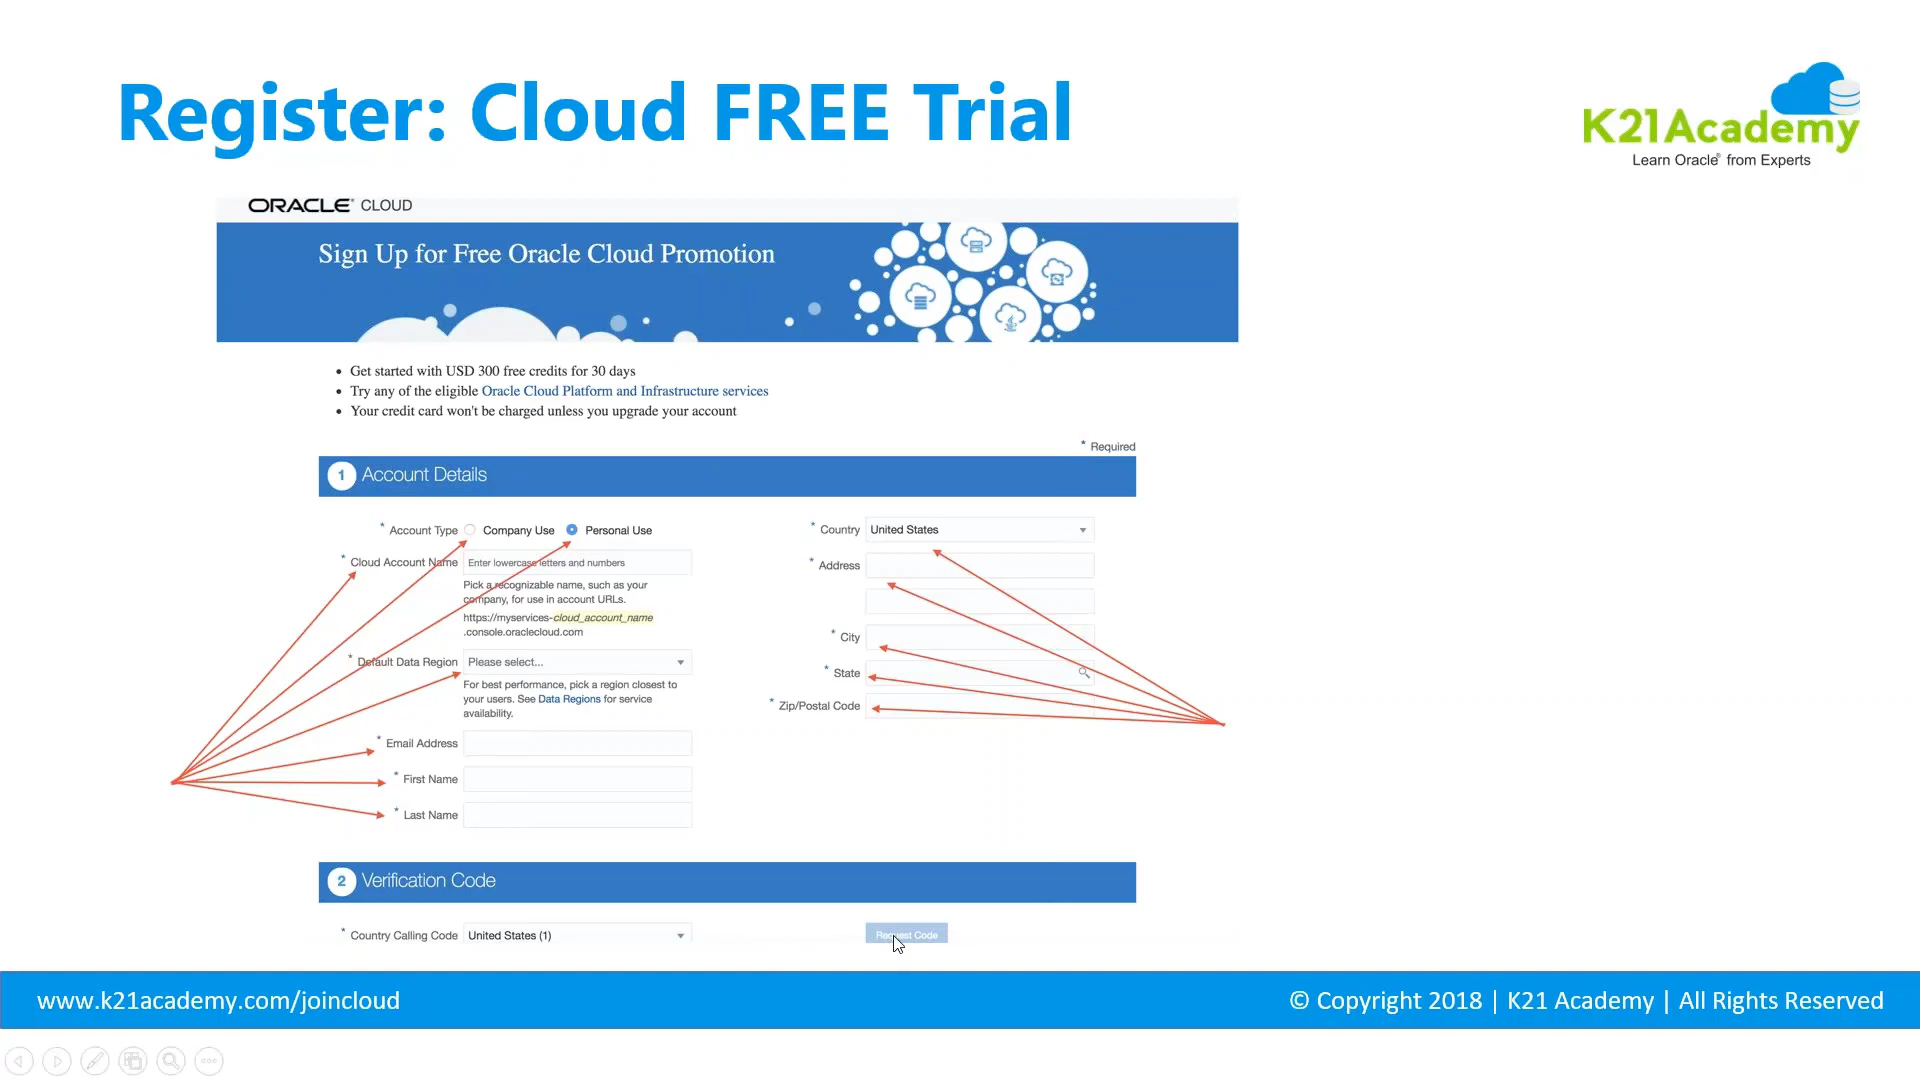 Register: Cloud FREE Trial
K21Academy
Learn Oracle® from Experts
ORACLE® CLOUD
Sign Up for Free Oracle Cloud Promotion
• Get started with USD 300 free credits for 30 days
• Try any of the eligible Oracle Cloud Platform and Infrastructure services
• Your credit card won't be charged unless you upgrade your account
* Required
1 Account Details
* Account Type Company Use Personal Use
* Cloud Account Name Enter lowercase letters and numbers
Pick a recognizable name, such as your
company, for use in account URLs.
https://myservices-cloud_account_name
.console.oraclecloud.com
* Default Data Region Please select...
For best performance, pick a region closest to
your users. See Data Regions for service
availability.
* Email Address
* First Name
* Last Name
* Country United States
* Address
* City
* State
* Zip/Postal Code
2 Verification Code
* Country Calling Code United States (1)
Request Code
www.k21academy.com/joincloud
© Copyright 2018 | K21 Academy | All Rights Reserved